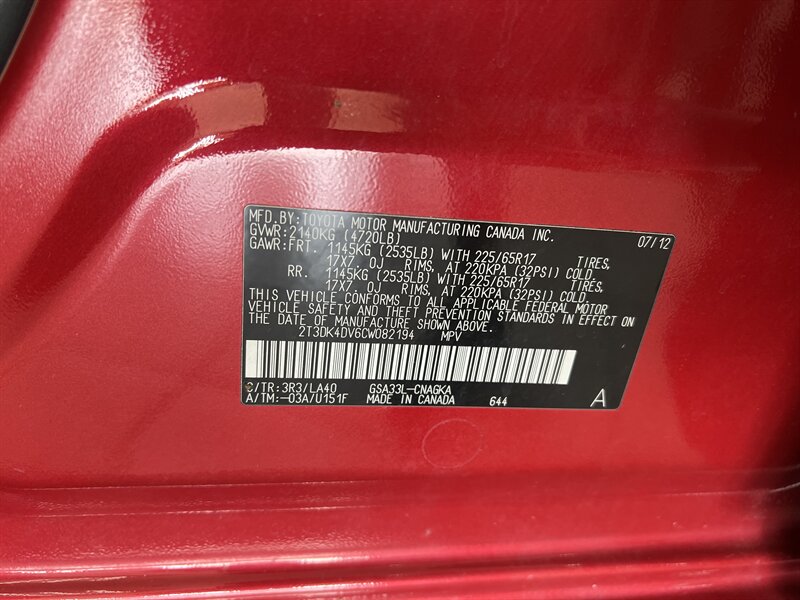 MFD.BY:TOYOTA MOTOR MANUFACTURING CANADA INC. 07/12
GVWR:2140KG (4720LB)
GAWR:FRT. 1145KG (2535LB) WITH 225/65R17 TIRES,
17X7 OJ RIMS, AT 220KPA (32PSI) COLD.
RR. 1145KG (2535LB) WITH 225/65R17 TIRES,
17X7 OJ RIMS, AT 220KPA (32PSI) COLD.
THIS VEHICLE CONFORMS TO ALL APPLICABLE FEDERAL MOTOR
VEHICLE SAFETY AND THEFT PREVENTION STANDARDS IN EFFECT ON
THE DATE OF MANUFACTURE SHOWN ABOVE.
2T3DK4DV6CW082194 MPV
C/TR:3R3/LA40 GSA33L-CNAGKA
A/TM:-03A/U151F MADE IN CANADA 644 A